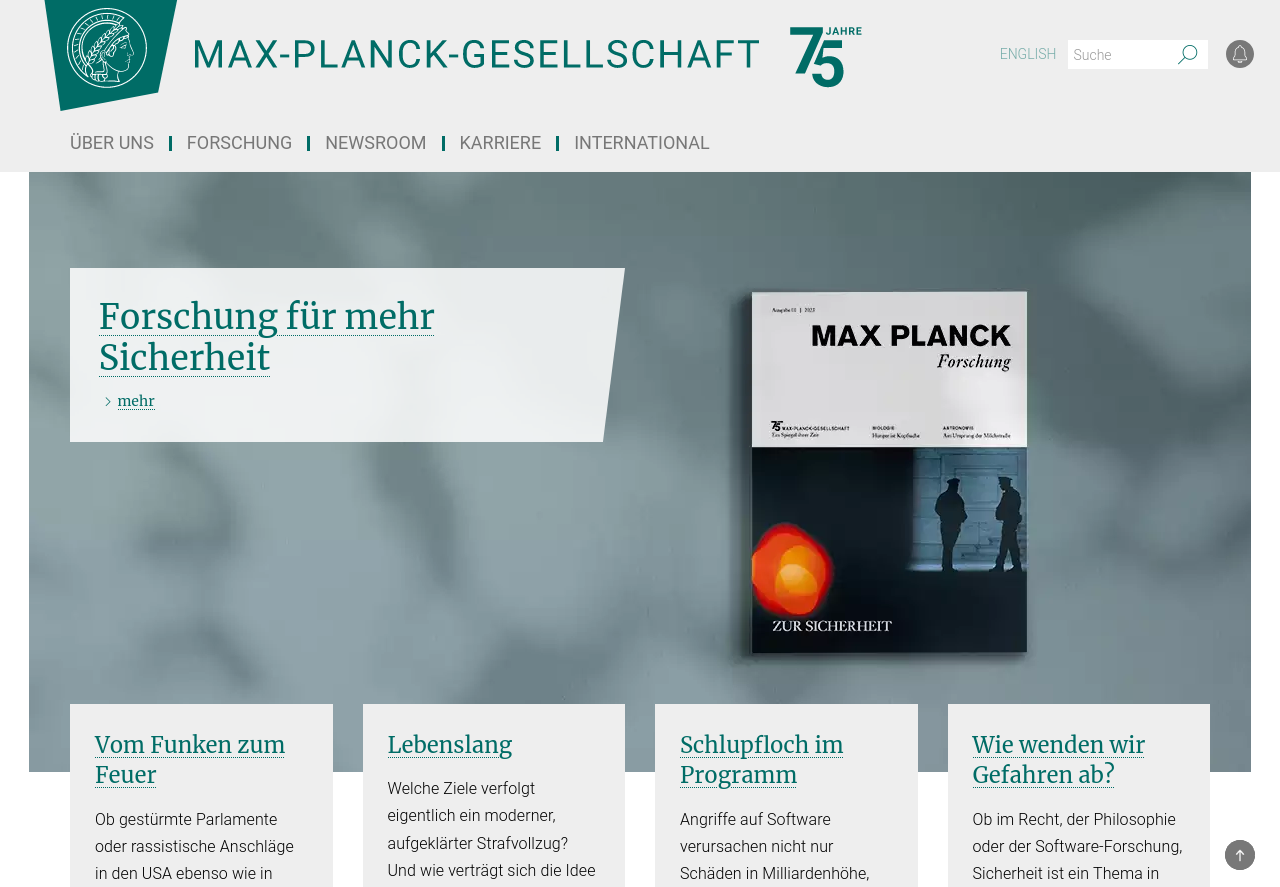 MAX-PLANCK-GESELLSCHAFT
75 JAHRE
ENGLISH
Suche
ÜBER UNS
FORSCHUNG
NEWSROOM
KARRIERE
INTERNATIONAL
Forschung für mehr
Sicherheit
mehr
Ausgabe 01 | 2023
MAX PLANCK
Forschung
75 MAX-PLANCK-GESELLSCHAFT
Ein Spiegel ihrer Zeit
BIOLOGIE
Hunger ist Kopfsache
ASTRONOMIE
Am Ursprung der Milchstraße
ZUR SICHERHEIT
Vom Funken zum
Feuer
Ob gestürmte Parlamente
oder rassistische Anschläge
in den USA ebenso wie in
Lebenslang
Welche Ziele verfolgt
eigentlich ein moderner,
aufgeklärter Strafvollzug?
Und wie verträgt sich die Idee
Schlupfloch im
Programm
Angriffe auf Software
verursachen nicht nur
Schäden in Milliardenhöhe,
Wie wenden wir
Gefahren ab?
Ob im Recht, der Philosophie
oder der Software-Forschung,
Sicherheit ist ein Thema in